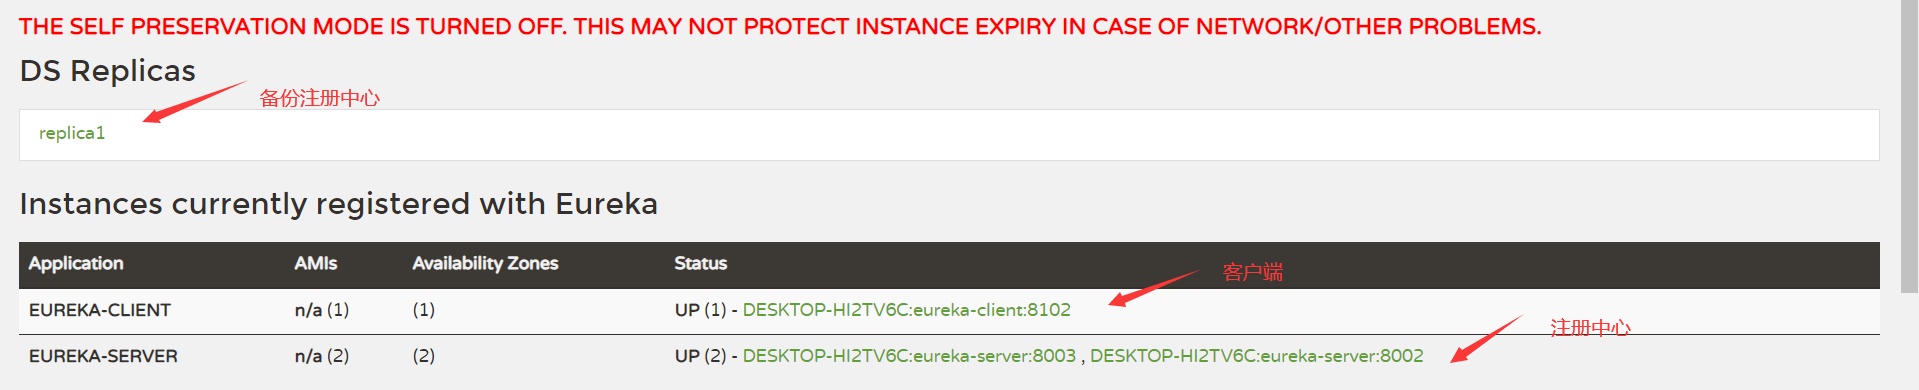 THE SELF PRESERVATION MODE IS TURNED OFF. THIS MAY NOT PROTECT INSTANCE EXPIRY IN CASE OF NETWORK/OTHER PROBLEMS.
DS Replicas
备份注册中心
replica1
Instances currently registered with Eureka
Application AMIs Availability Zones Status
客户端
EUREKA-CLIENT n/a (1) (1) UP (1) - DESKTOP-HI2TV6C:eureka-client:8102
注册中心
EUREKA-SERVER n/a (2) (2) UP (2) - DESKTOP-HI2TV6C:eureka-server:8003 , DESKTOP-HI2TV6C:eureka-server:8002